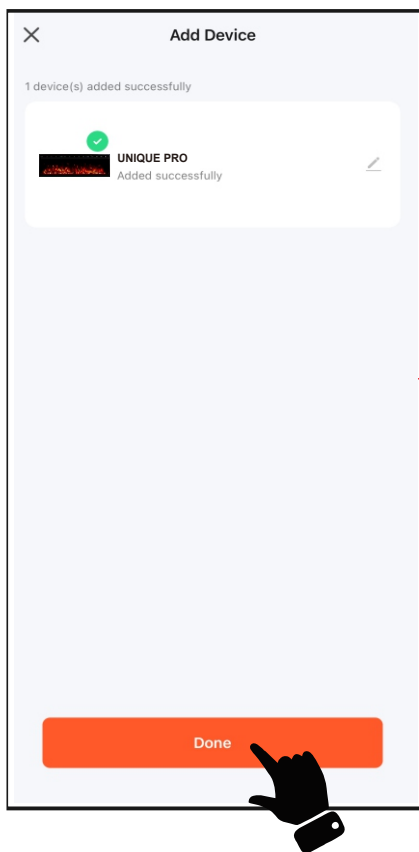 Add Device
1 device(s) added successfully
UNIQUE PRO
Added successfully
Done